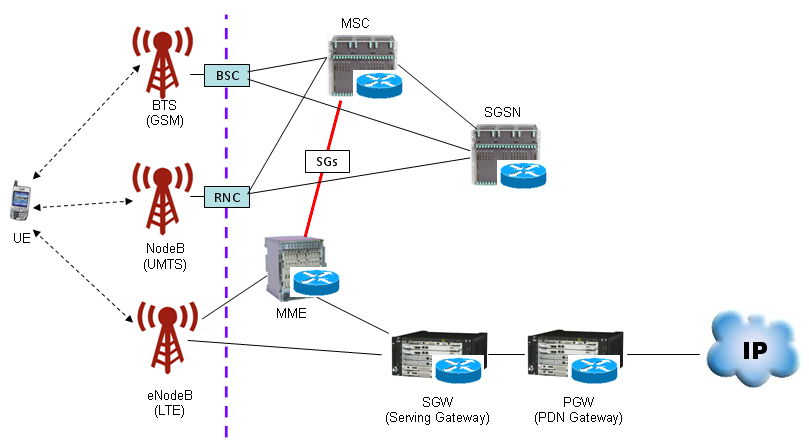 MSC
BSC
BTS
(GSM)
SGSN
SGs
RNC
UE
NodeB
(UMTS)
MME
IP
eNodeB
(LTE)
SGW
(Serving Gateway)
PGW
(PDN Gateway)